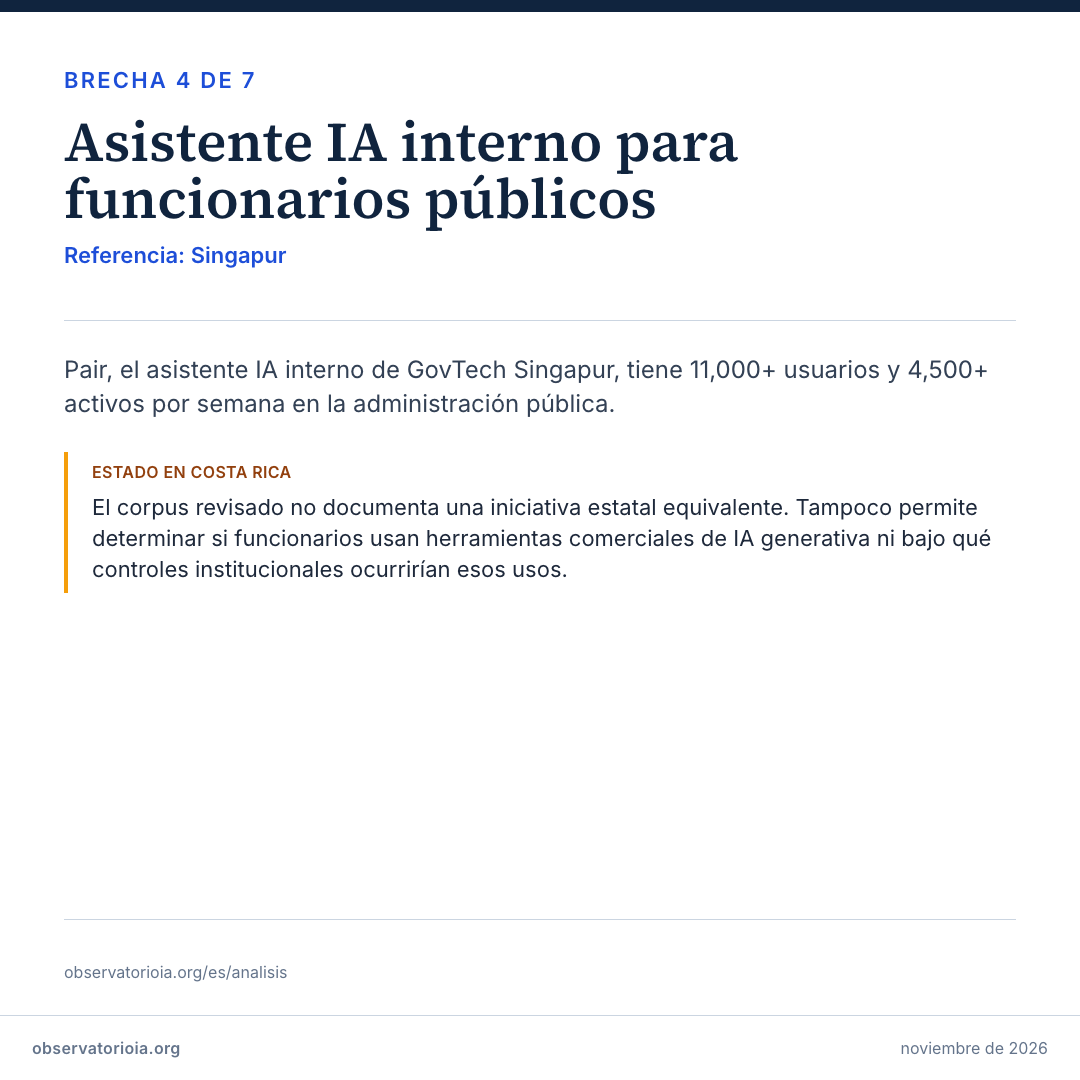 BRECHA 4 DE 7
Asistente IA interno para
funcionarios públicos
Referencia: Singapur
Pair, el asistente IA interno de GovTech Singapur, tiene 11,000+ usuarios y 4,500+
activos por semana en la administración pública.
ESTADO EN COSTA RICA
El corpus revisado no documenta una iniciativa estatal equivalente. Tampoco permite
determinar si funcionarios usan herramientas comerciales de IA generativa ni bajo qué
controles institucionales ocurrirían esos usos.
observatorioia.org/es/analisis
observatorioia.org
noviembre de 2026